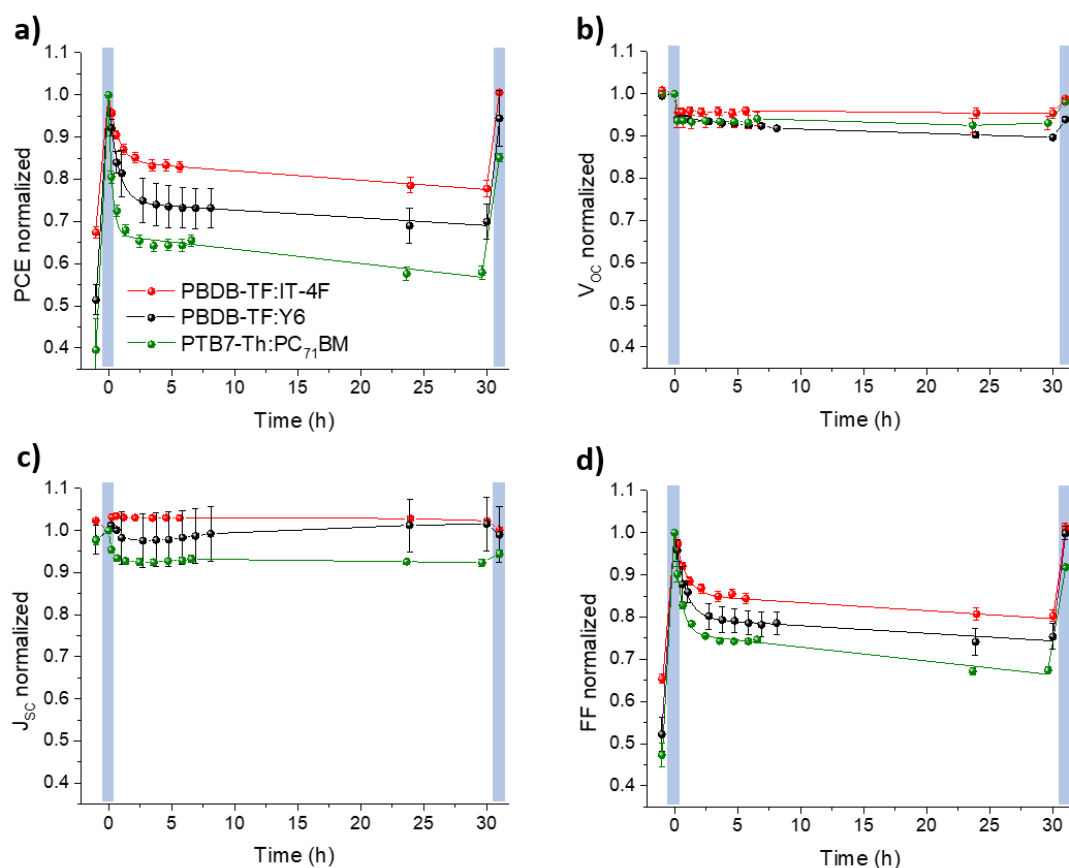 a)
1.1
1.0
0.9
0.8
0.7
0.6
0.5
0.4
PCE normalized
PBDB-TF:IT-4F
PBDB-TF:Y6
PTB7-Th:PC₇₁BM
0 5 10 15 20 25 30
Time (h)
b)
1.1
1.0
0.9
0.8
0.7
0.6
0.5
0.4
V_OC normalized
0 5 10 15 20 25 30
Time (h)
c)
1.1
1.0
0.9
0.8
0.7
0.6
0.5
0.4
J_SC normalized
0 5 10 15 20 25 30
Time (h)
d)
1.1
1.0
0.9
0.8
0.7
0.6
0.5
0.4
FF normalized
0 5 10 15 20 25 30
Time (h)